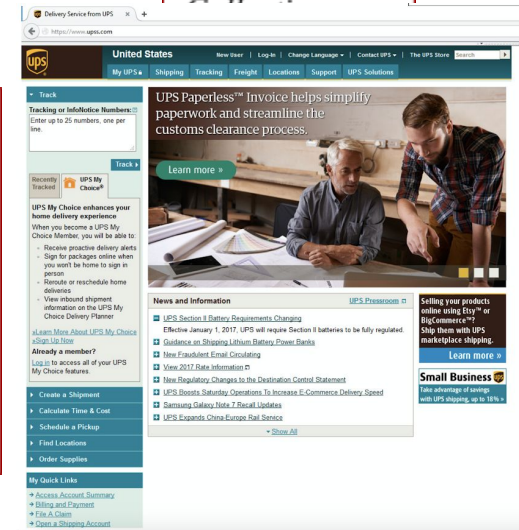 Delivery Service from UPS
https://www.upss.com
ups
United States
New User | Log-In | Change Language | Contact UPS | The UPS Store Search
My UPS Shipping Tracking Freight Locations Support UPS Solutions
Track
Tracking or InfoNotice Numbers:
Enter up to 25 numbers, one per
line.
Track
Recently
Tracked
UPS My
Choice®
UPS My Choice enhances your
home delivery experience
When you become a UPS My
Choice Member, you will be able to:
Receive proactive delivery alerts
Sign for packages online when
you won't be home to sign in
person
Reroute or reschedule home
deliveries
View inbound shipment
information on the UPS My
Choice Delivery Planner
»Learn More About UPS My Choice
»Sign Up Now
Already a member?
Log in to access all of your UPS
My Choice features.
Create a Shipment
Calculate Time & Cost
Schedule a Pickup
Find Locations
Order Supplies
My Quick Links
Access Account Summary
Billing and Payment
File A Claim
Open a Shipping Account
UPS Paperless™ Invoice helps simplify
paperwork and streamline the
customs clearance process.
Learn more »
News and Information
UPS Pressroom
UPS Section II Battery Requirements Changing
Effective January 1, 2017, UPS will require Section II batteries to be fully regulated.
Guidance on Shipping Lithium Battery Power Banks
New Fraudulent Email Circulating
View 2017 Rate Information
New Regulatory Changes to the Destination Control Statement
UPS Boosts Saturday Operations To Increase E-Commerce Delivery Speed
Samsung Galaxy Note 7 Recall Updates
UPS Expands China-Europe Rail Service
Show All
Selling your products
online using Etsy™ or
BigCommerce™?
Ship them with UPS
marketplace shipping.
Learn more »
Small Business
Take advantage of savings
with UPS shipping, up to 18% »